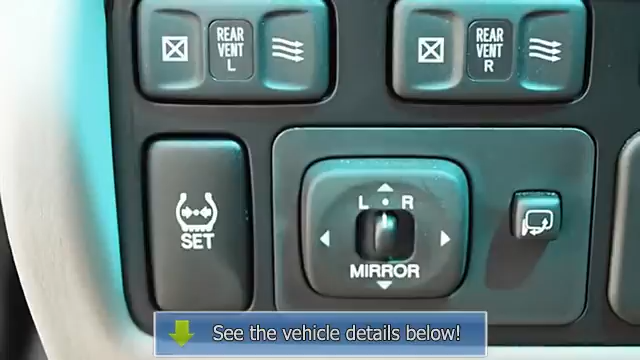 REAR
VENT
L
REAR
VENT
R
SET
L R
MIRROR
See the vehicle details below!